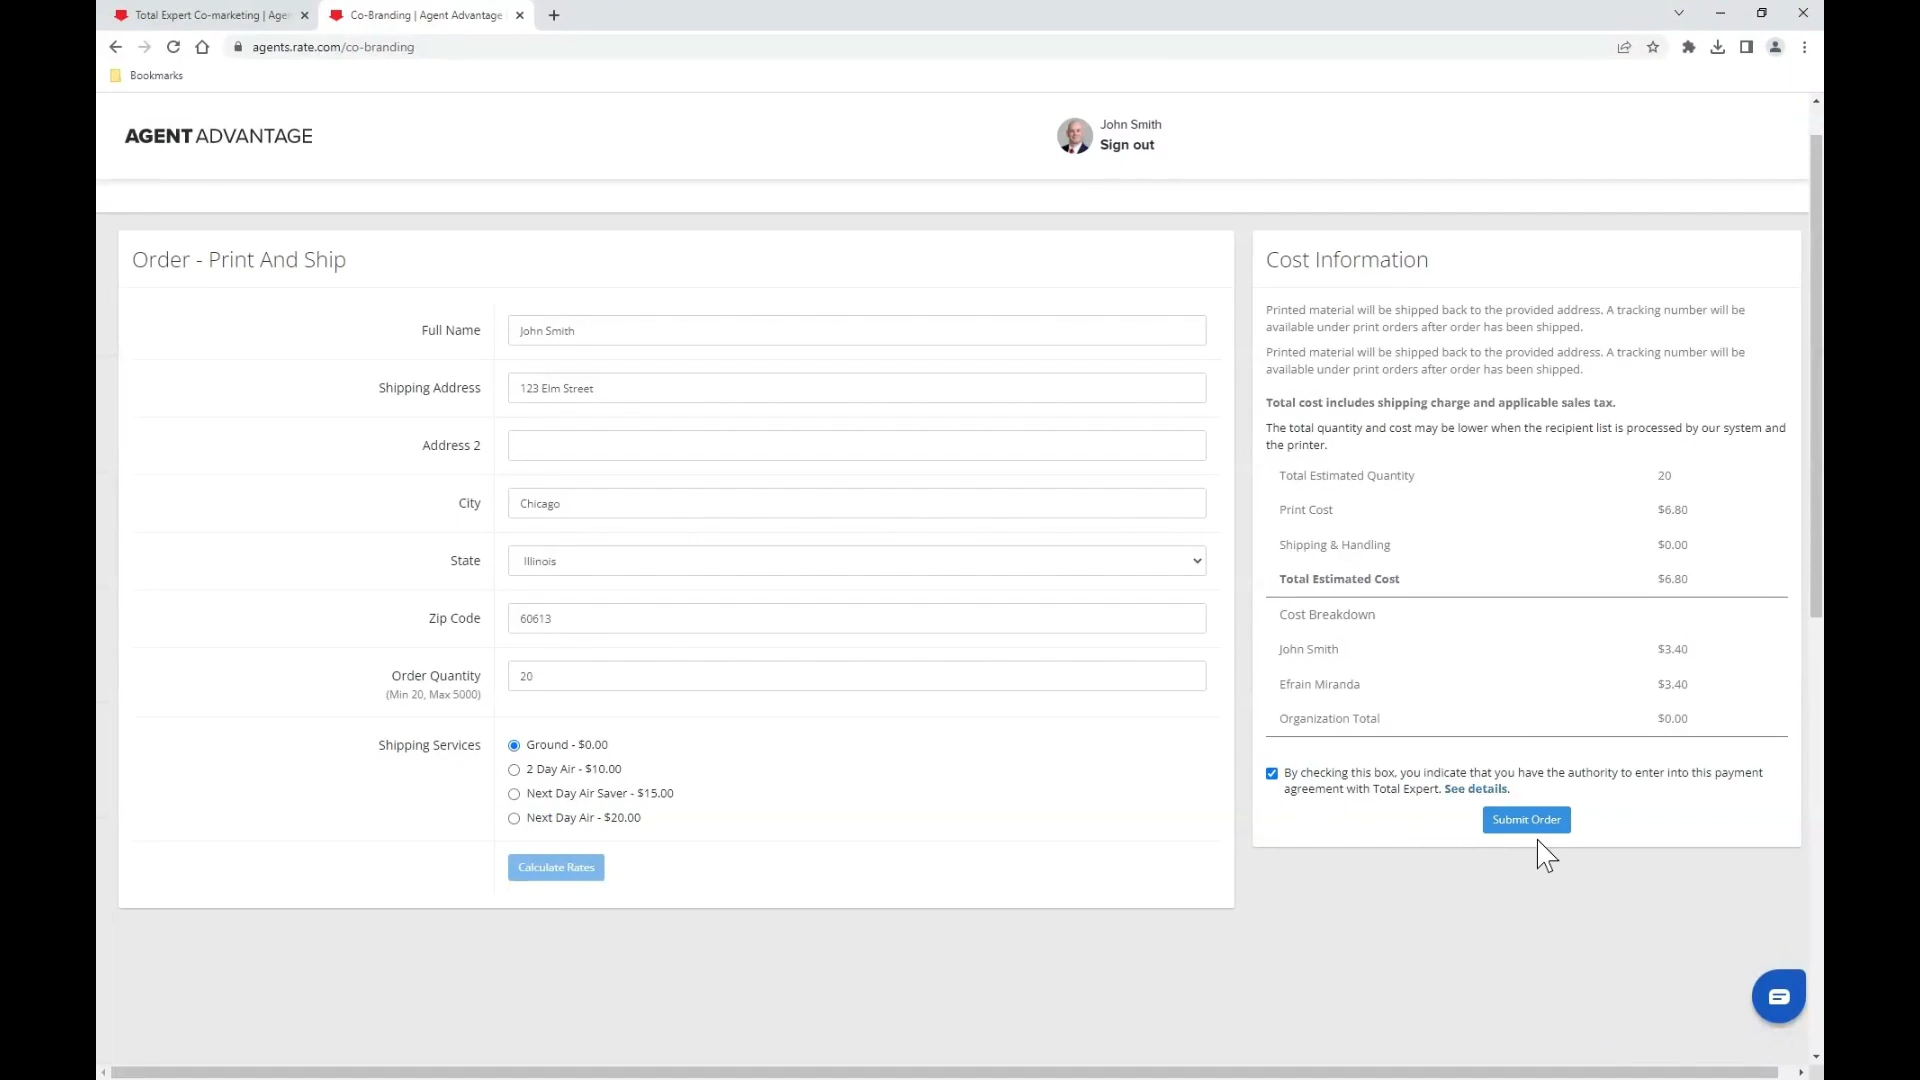 Total Expert Co-marketing | Age
Co-Branding | Agent Advantage
agents.rate.com/co-branding
Bookmarks
AGENT ADVANTAGE
John Smith
Sign out
Order - Print And Ship
Full Name
John Smith
Shipping Address
123 Elm Street
Address 2
City
Chicago
State
Illinois
Zip Code
60613
Order Quantity
(Min 20, Max 5000)
20
Shipping Services
Ground - $0.00
2 Day Air - $10.00
Next Day Air Saver - $15.00
Next Day Air - $20.00
Calculate Rates
Cost Information
Printed material will be shipped back to the provided address. A tracking number will be
available under print orders after order has been shipped.
Printed material will be shipped back to the provided address. A tracking number will be
available under print orders after order has been shipped.
Total cost includes shipping charge and applicable sales tax.
The total quantity and cost may be lower when the recipient list is processed by our system and
the printer.
Total Estimated Quantity 20
Print Cost $6.80
Shipping & Handling $0.00
Total Estimated Cost $6.80
Cost Breakdown
John Smith $3.40
Efrain Miranda $3.40
Organization Total $0.00
By checking this box, you indicate that you have the authority to enter into this payment
agreement with Total Expert. See details.
Submit Order